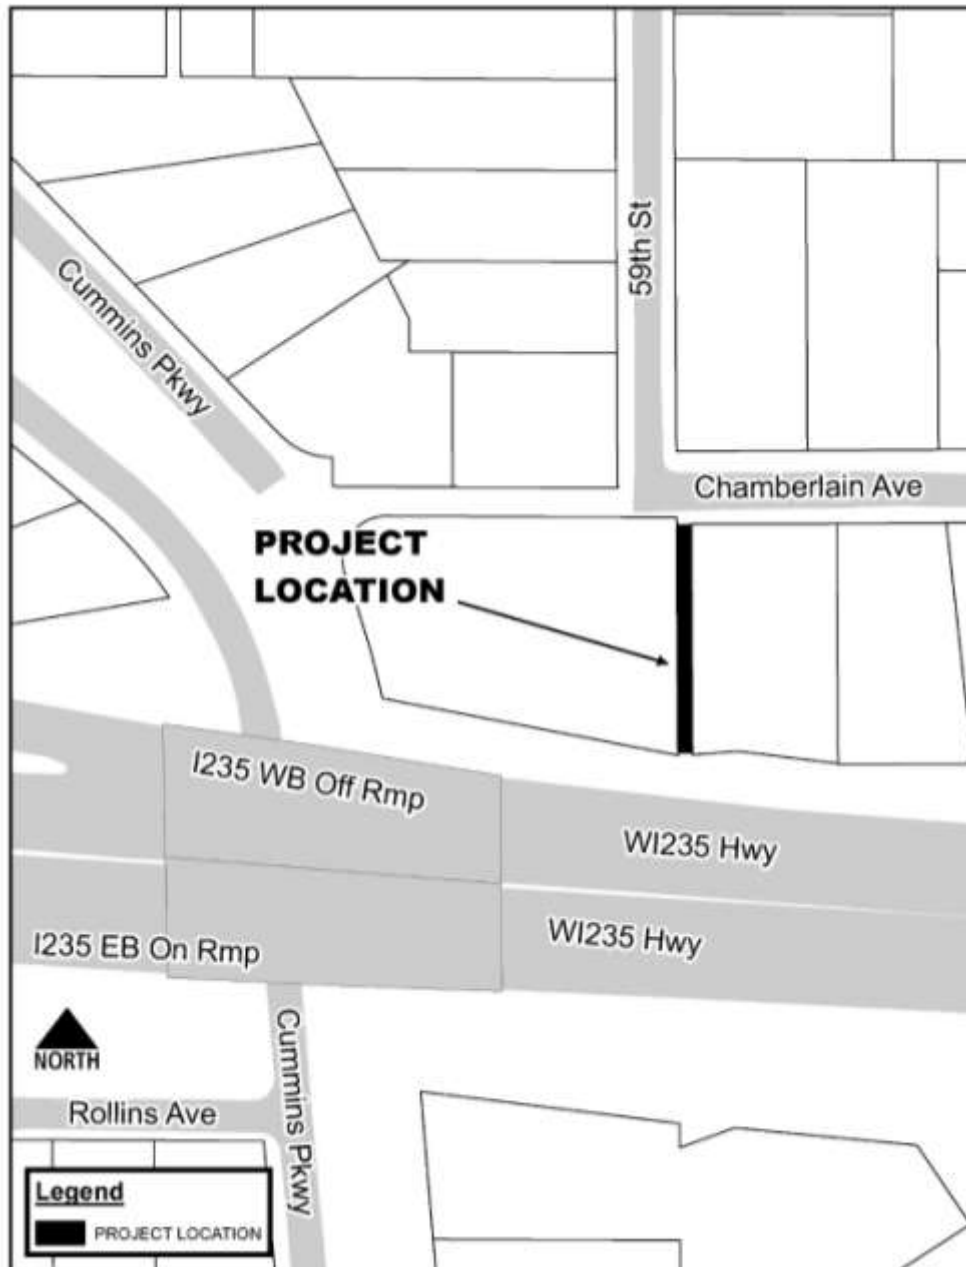 59th St
Cummins Pkwy
Chamberlain Ave
PROJECT
LOCATION
I235 WB Off Rmp
WI235 Hwy
WI235 Hwy
I235 EB On Rmp
NORTH
Cummins Pkwy
Rollins Ave
Legend
PROJECT LOCATION